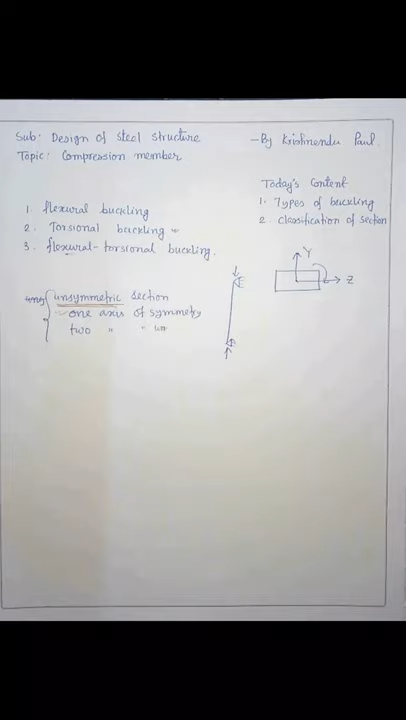 Sub: Design of steel structure
- By Krishnendu Paul.
Topic: Compression member
Today's Content
1. Types of buckling
2. Classification of section
1. flexural buckling
2. Torsional buckling
3. flexural-torsional buckling.
unsymmetric section
one axis of symmetry
two " "
Y
Z